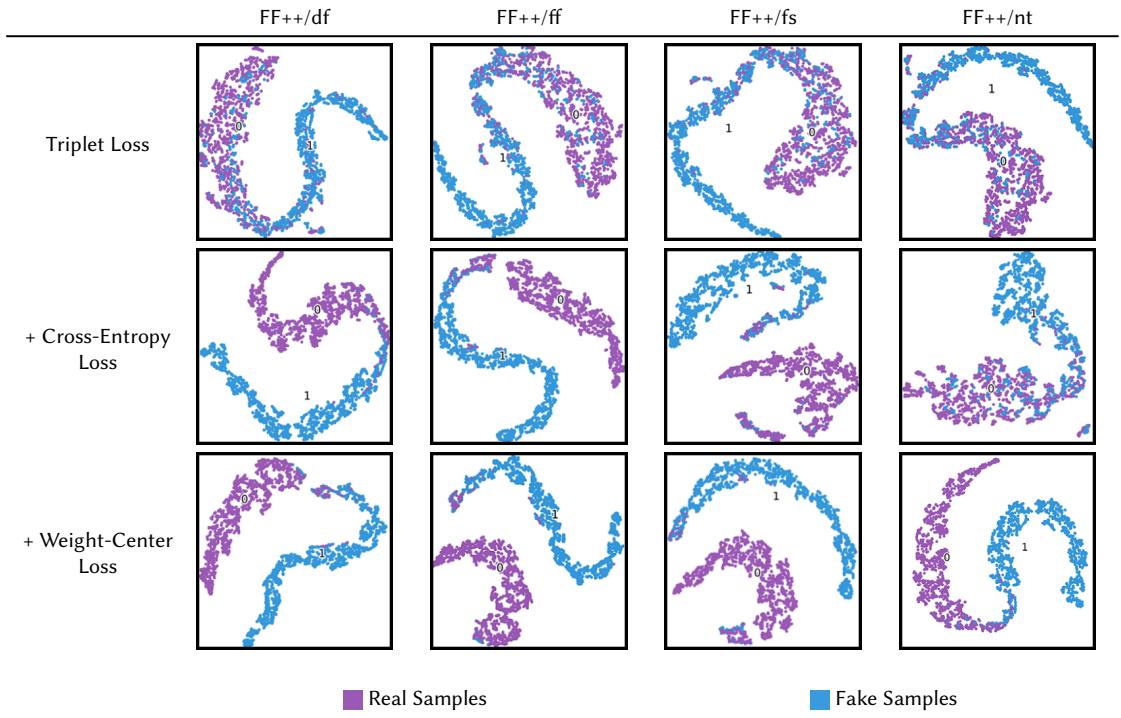 FF++/df FF++/ff FF++/fs FF++/nt
Triplet Loss
0 1
0 1
1 0
1 0
+ Cross-Entropy
Loss
0 1
0 1
1 0
1 0
+ Weight-Center
Loss
0 1
1 0
1 0
0 1
Real Samples Fake Samples